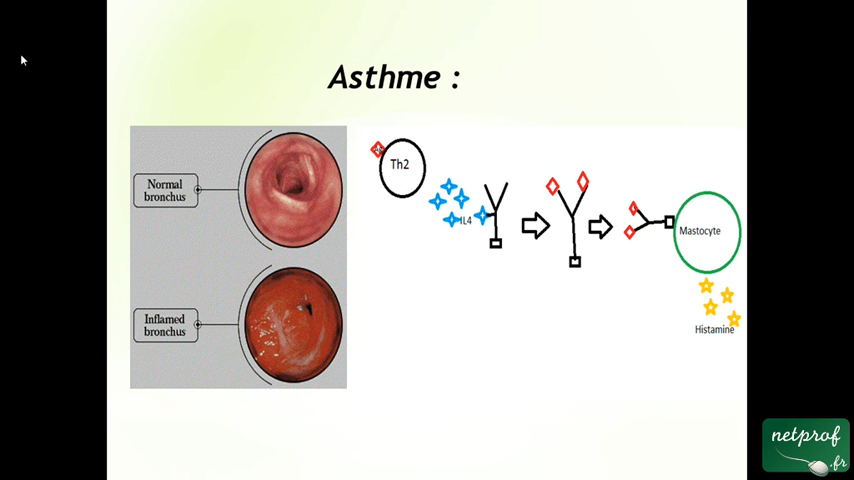 Asthme :
Normal
bronchus
Inflamed
bronchus
Th2
IL4
Mastocyte
Histamine
netprof
.fr